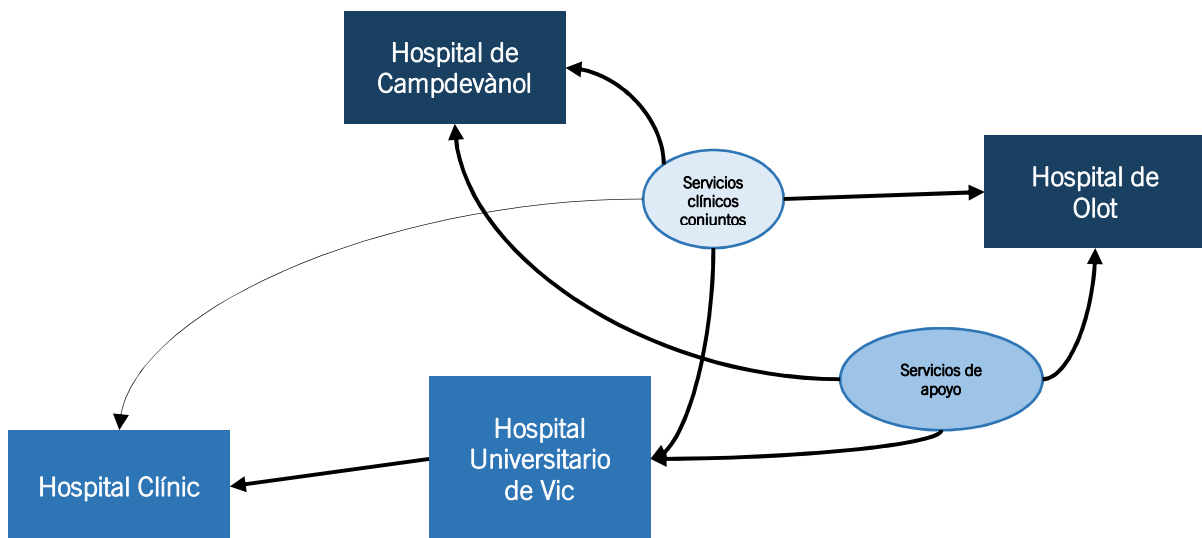 Hospital de
Campdevànol
Servicios
clínicos
conjuntos
Hospital de
Olot
Servicios de
apoyo
Hospital
Universitario
de Vic
Hospital Clínic